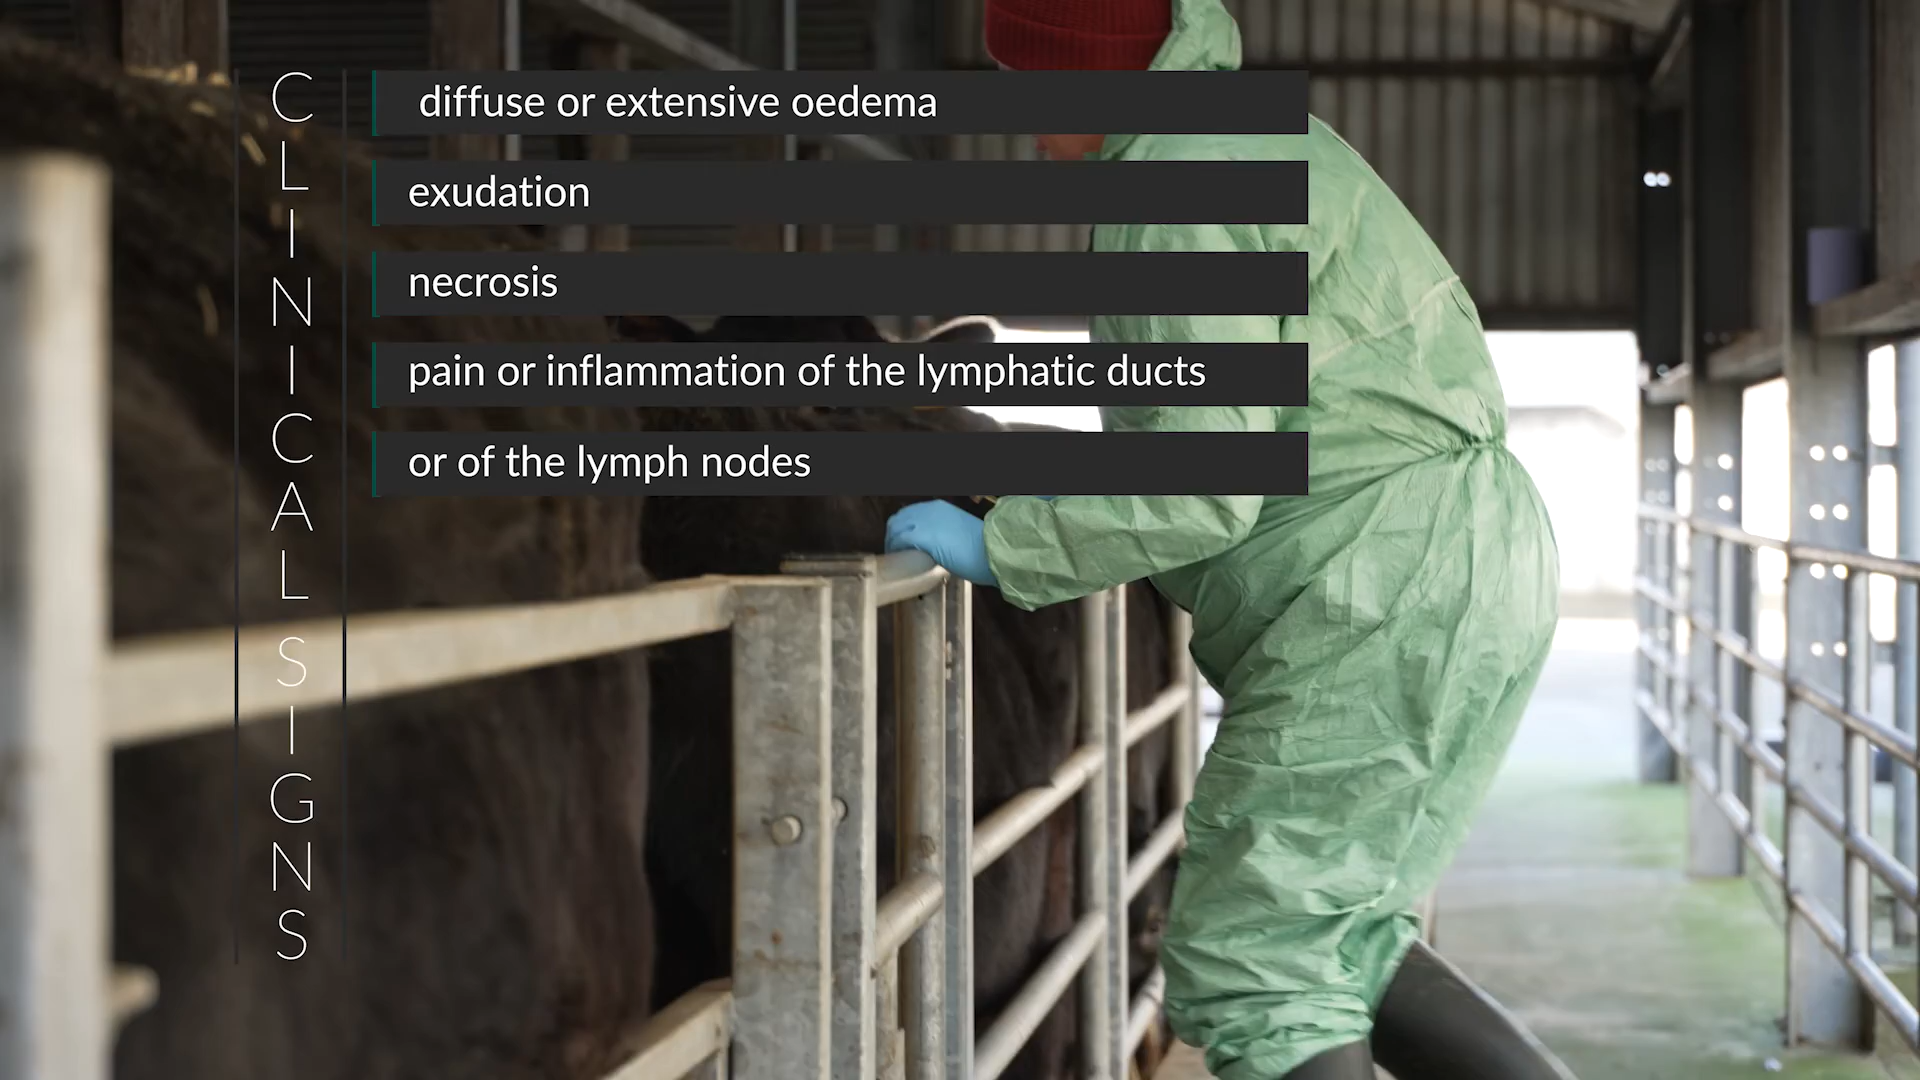 CLINICAL SIGNS
diffuse or extensive oedema
exudation
necrosis
pain or inflammation of the lymphatic ducts
or of the lymph nodes